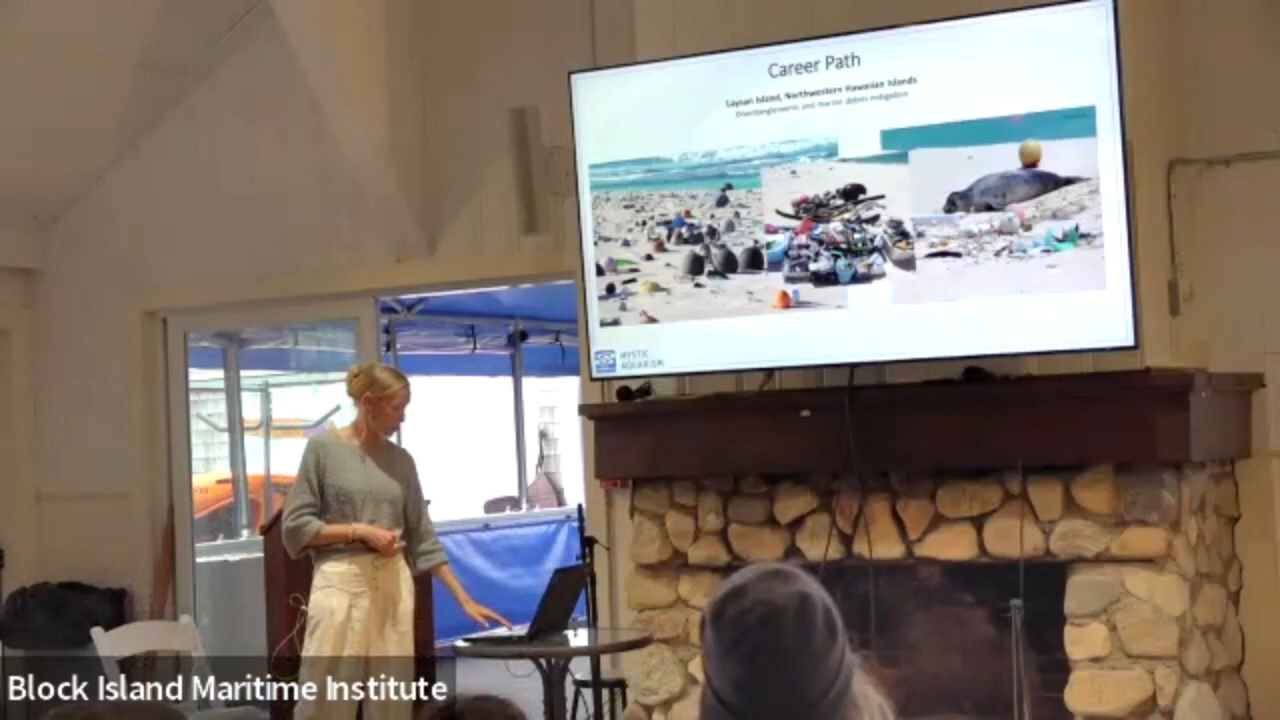 Career Path
Laysan Island, Northwestern Hawaiian Islands
Disentanglements and marine debris mitigation
MYSTIC
AQUARIUM
Block Island Maritime Institute